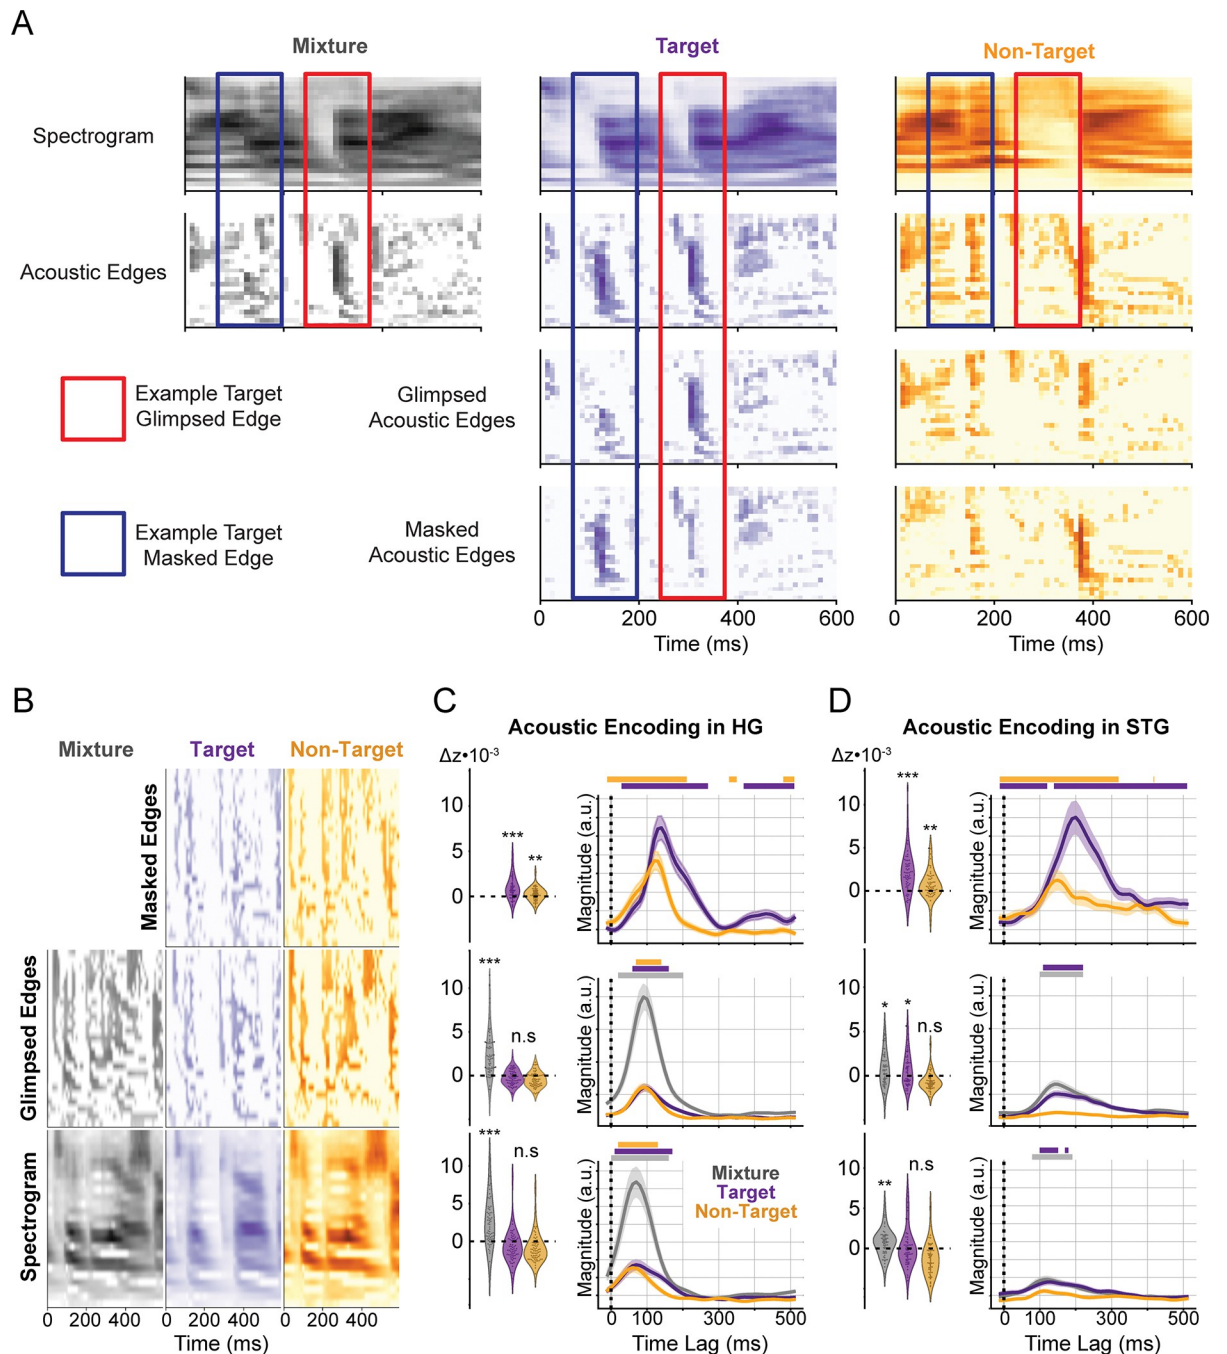 A
Mixture
Target
Non-Target
Spectrogram
Acoustic Edges
Example Target
Glimpsed Edge
Glimpsed
Acoustic Edges
Example Target
Masked Edge
Masked
Acoustic Edges
0 200 400 600
Time (ms)
0 200 400 600
Time (ms)
B
Mixture
Target
Non-Target
Masked Edges
Glimpsed Edges
Spectrogram
0 200 400
0 200 400
Time (ms)
C
Acoustic Encoding in HG
Δz•10-3
10
5
0
***
**
Magnitude (a.u.)
10
5
0
***
n.s
Magnitude (a.u.)
10
5
0
***
n.s
Magnitude (a.u.)
Mixture
Target
Non-Target
0 100 300 500
Time Lag (ms)
D
Acoustic Encoding in STG
Δz•10-3
10
5
0
***
**
Magnitude (a.u.)
10
5
0
*
*
n.s
Magnitude (a.u.)
10
5
0
**
n.s
Magnitude (a.u.)
0 100 300 500
Time Lag (ms)